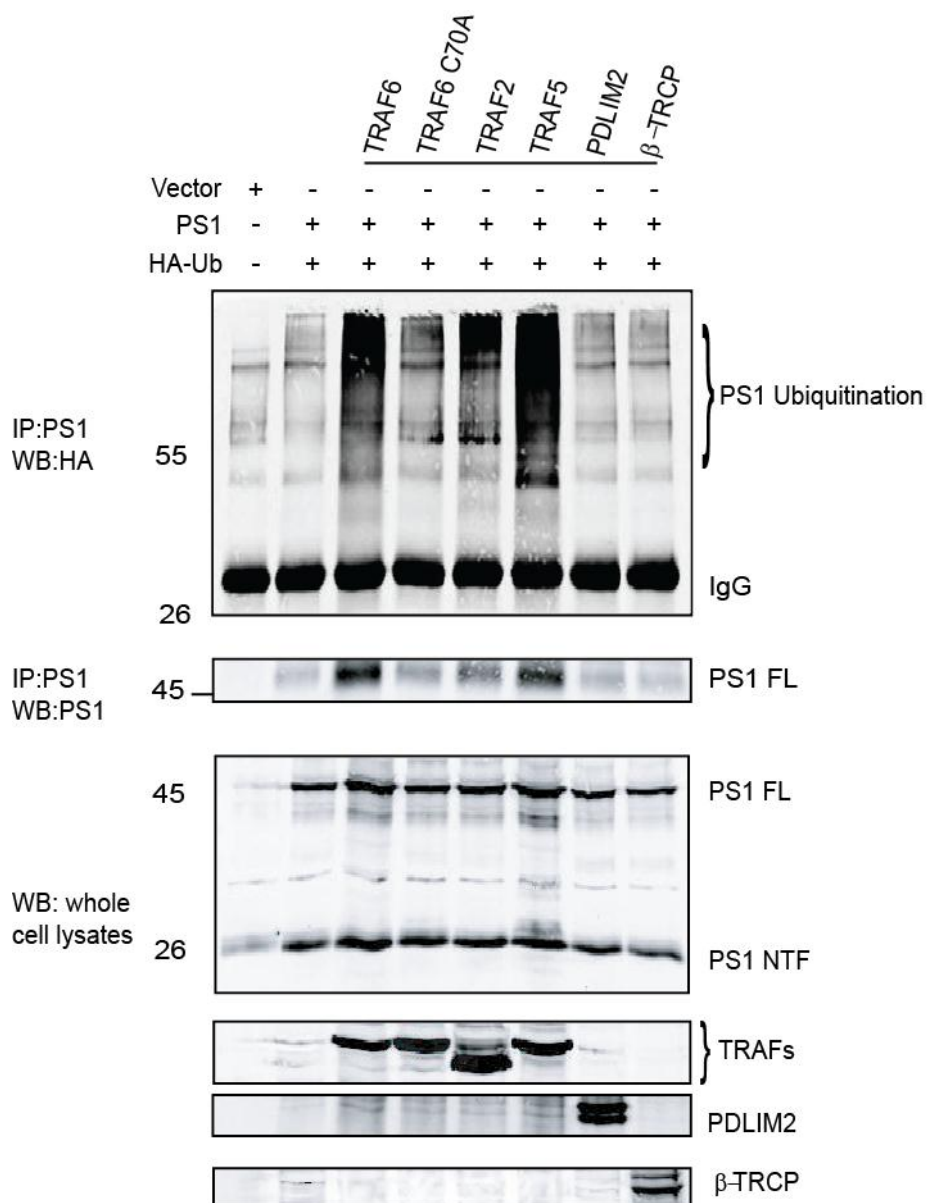 TRAF6
TRAF6 C70A
TRAF2
TRAF5
PDLIM2
β-TRCP
Vector + - - - - - - -
PS1 - + + + + + + +
HA-Ub - + + + + + + +
IP:PS1
WB:HA
55
26
PS1 Ubiquitination
IgG
IP:PS1
WB:PS1
45
PS1 FL
45
PS1 FL
WB: whole
cell lysates
26
PS1 NTF
TRAFs
PDLIM2
β-TRCP